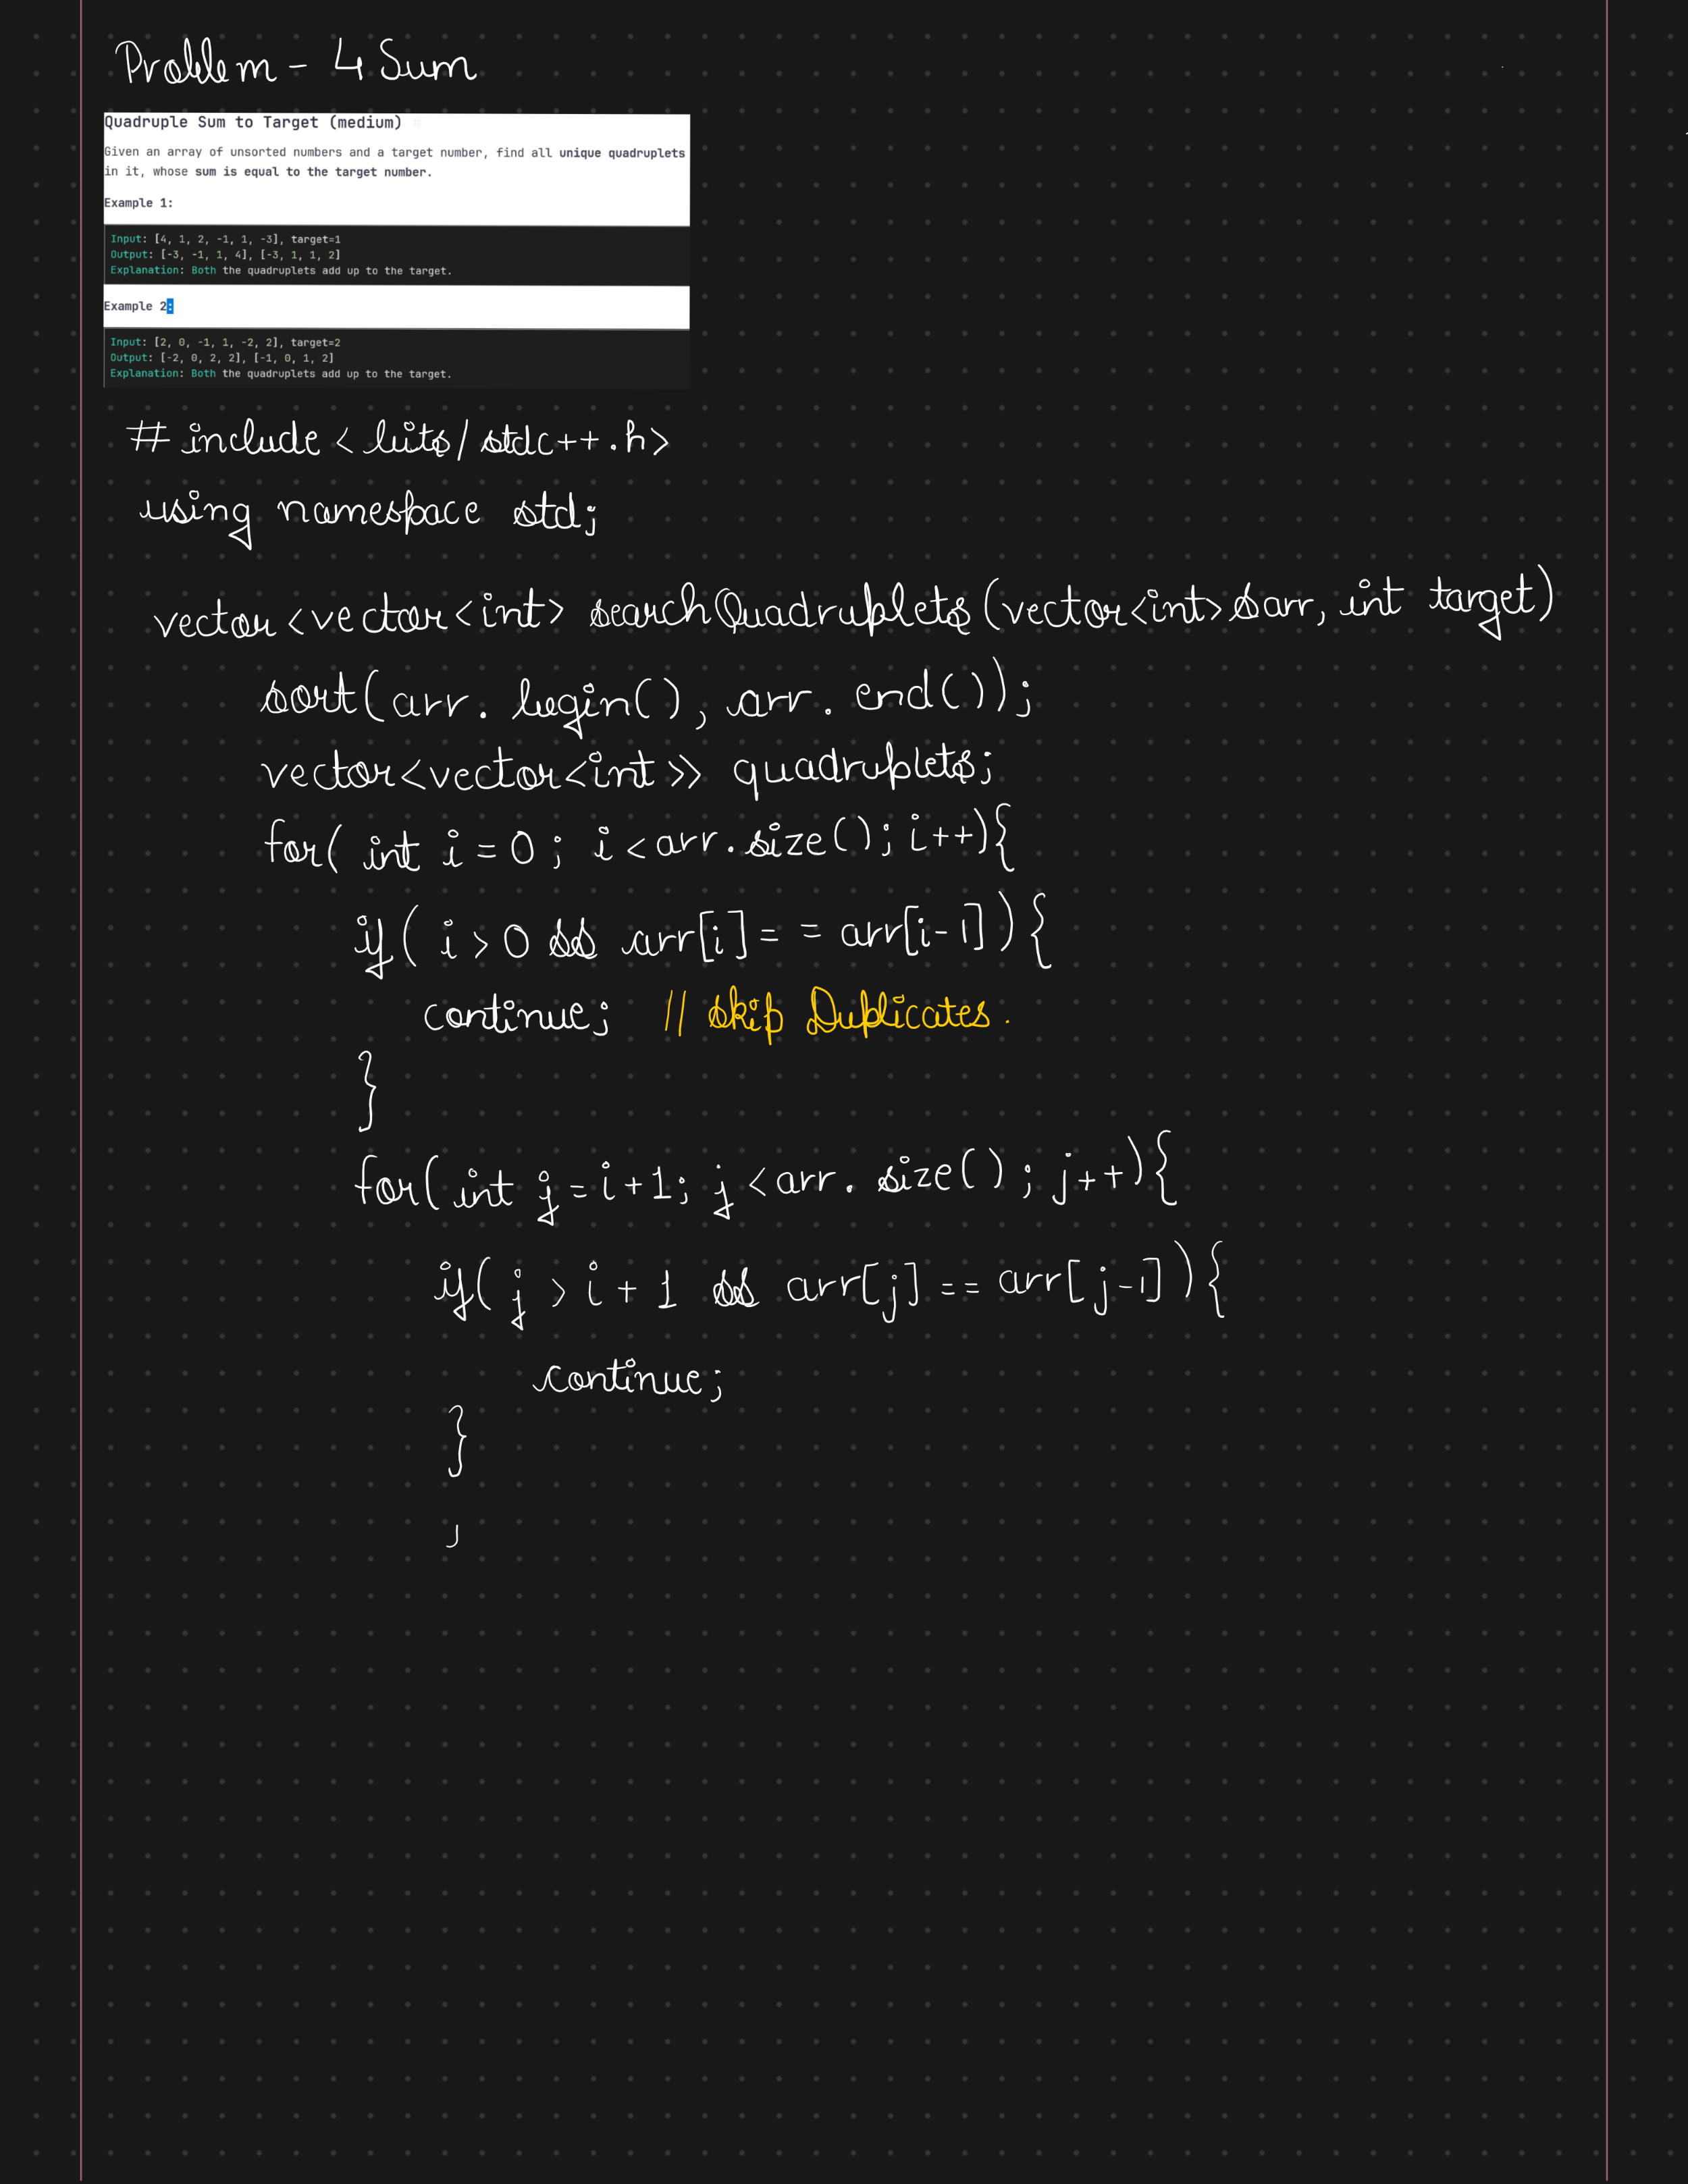 Problem - 4 Sum
Quadruple Sum to Target (medium)
Given an array of unsorted numbers and a target number, find all unique quadruplets
in it, whose sum is equal to the target number.
Example 1:
Input: [4, 1, 2, -1, 1, -3], target=1
Output: [-3, -1, 1, 4], [-3, 1, 1, 2]
Explanation: Both the quadruplets add up to the target.
Example 2:
Input: [2, 0, -1, 1, -2, 2], target=2
Output: [-2, 0, 2, 2], [-1, 0, 1, 2]
Explanation: Both the quadruplets add up to the target.
# include < bits/stdc++.h>
using namespace std;
vector <vector<int> searchQuadruplets (vector<int> &arr, int target)
sort(arr. begin(), arr. end());
vector<vector<int>> quadruplets;
for( int i = 0 ; i < arr.size(); i++){
if ( i > 0 && arr[i] = = arr[i-1]) {
continue; // skip Duplicates.
}
for( int j = i+1; j < arr. size() ; j++){
if( j > i + 1 && arr[j] == arr[j-1]) {
continue;
}